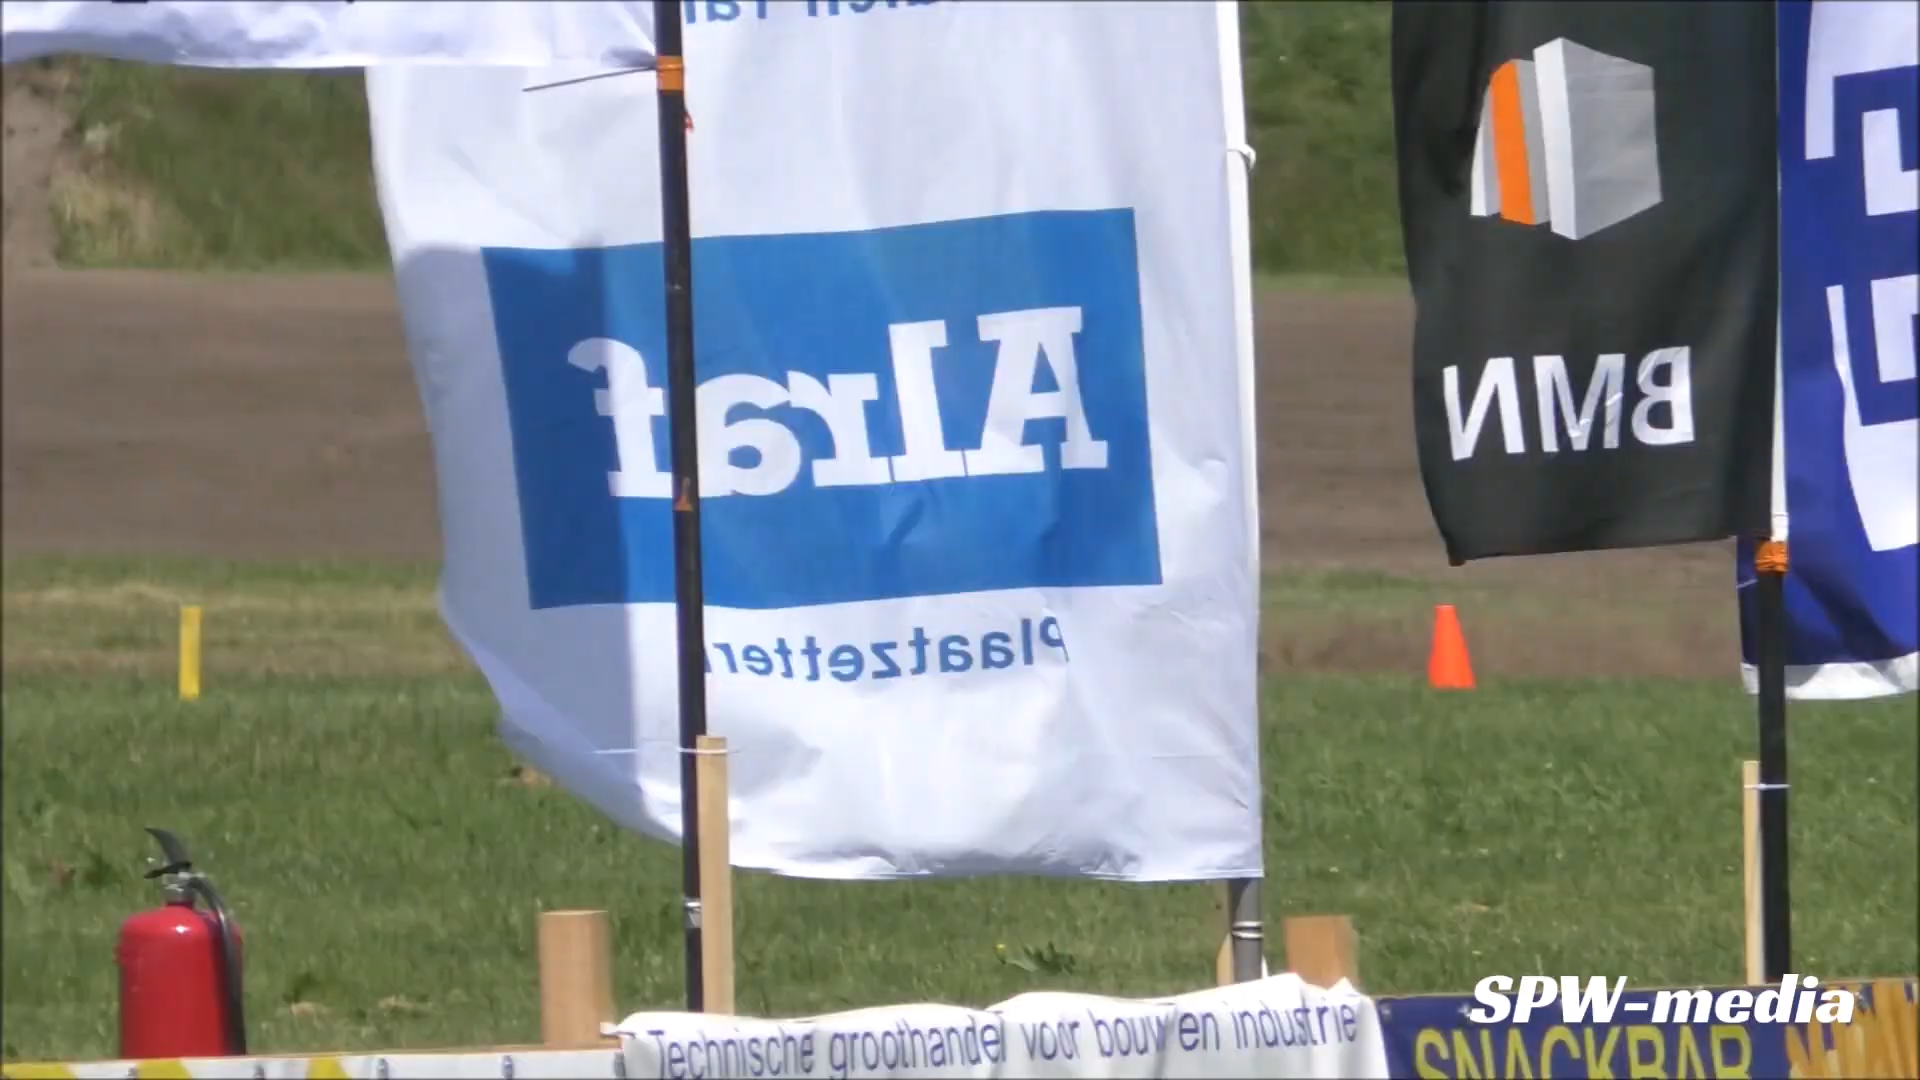 Alraf
BMN
Plaatzetter
SPW-media
Technische groothandel voor bouw en industrie
SNACKBAR